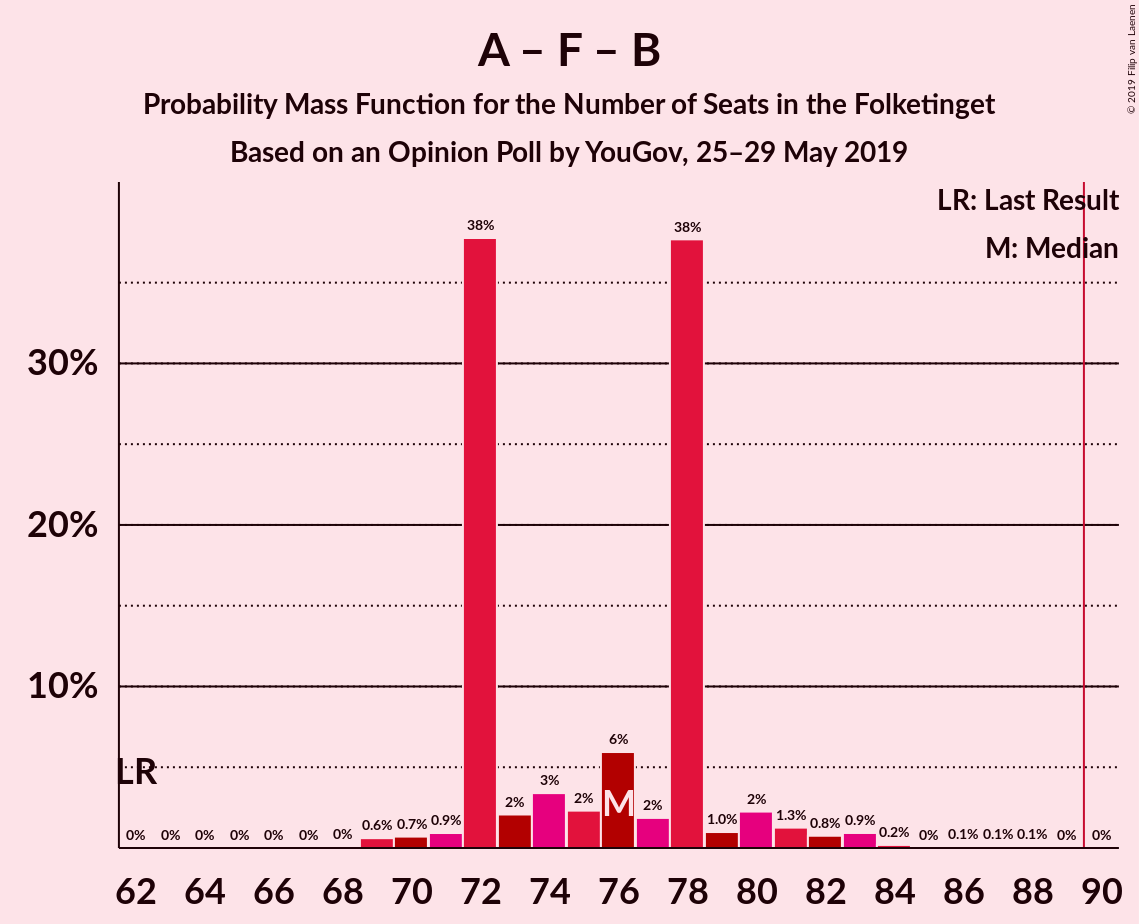 A – F – B
Probability Mass Function for the Number of Seats in the Folketinget
Based on an Opinion Poll by YouGov, 25–29 May 2019
© 2019 Filip van Laenen
LR: Last Result
M: Median
38% 38%
30%
20%
10%
LR
M
0% 0% 0% 0% 0% 0% 0% 0.6% 0.7% 0.9% 2% 3% 2% 6% 2% 1.0% 2% 1.3% 0.8% 0.9% 0.2% 0% 0.1% 0.1% 0.1% 0% 0%
62 64 66 68 70 72 74 76 78 80 82 84 86 88 90